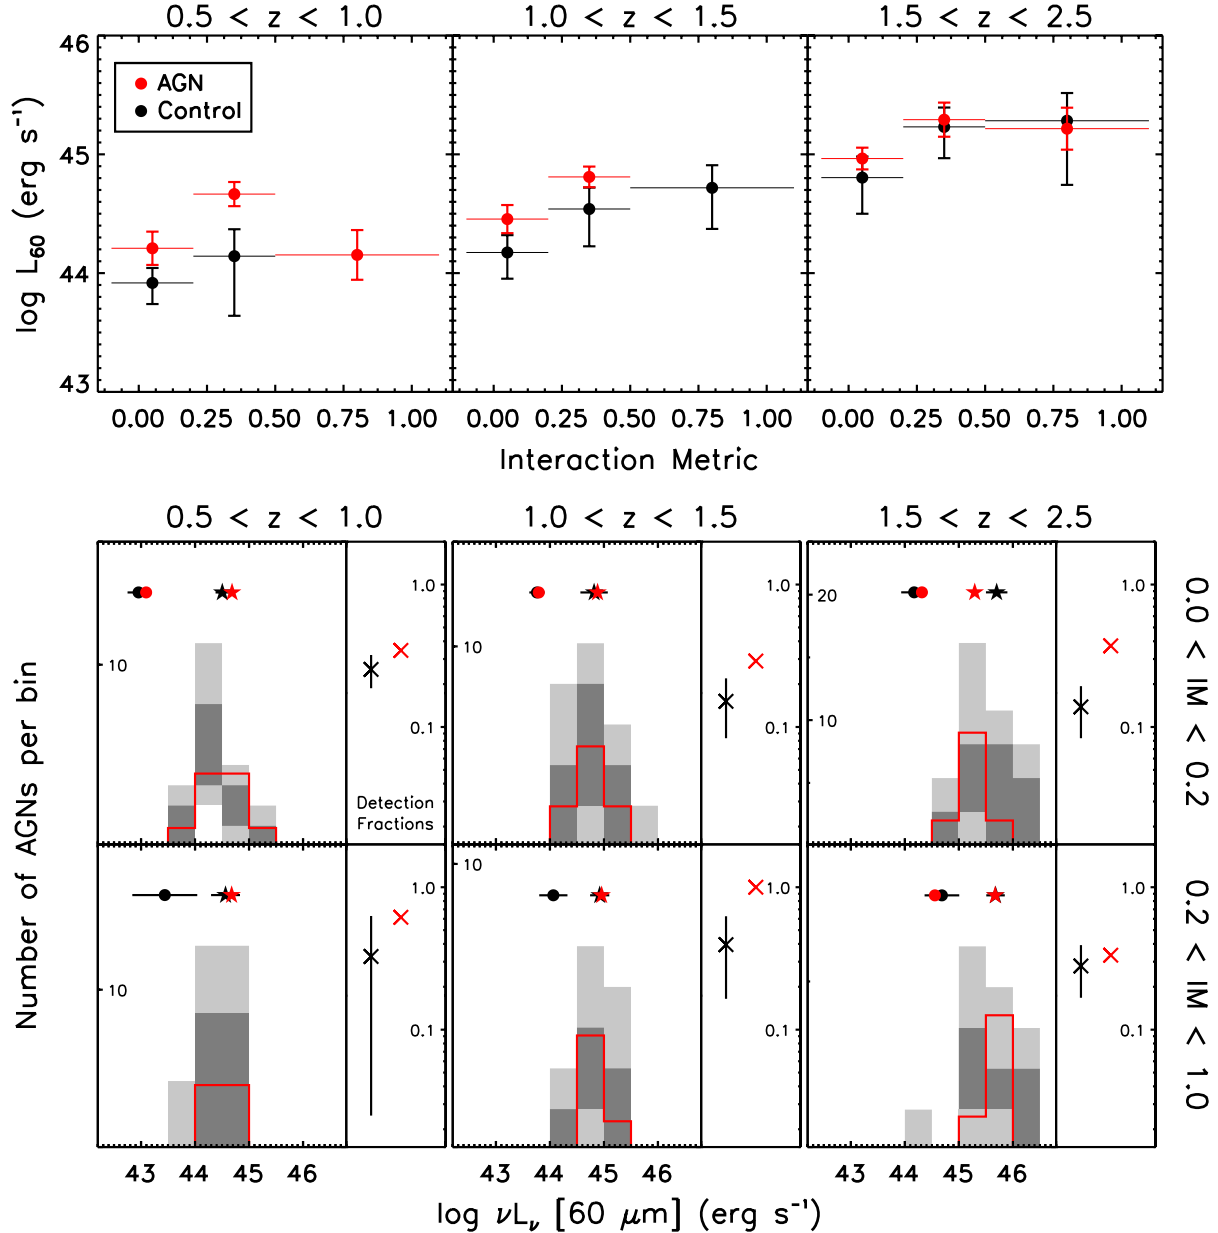 0.5 < z < 1.0
1.0 < z < 1.5
1.5 < z < 2.5
46
45
44
43
log L60 (erg s⁻¹)
AGN
Control
0.00 0.25 0.50 0.75 1.00
0.00 0.25 0.50 0.75 1.00
0.00 0.25 0.50 0.75 1.00
Interaction Metric
0.5 < z < 1.0
1.0 < z < 1.5
1.5 < z < 2.5
Number of AGNs per bin
10
1.0
0.1
Detection
Fractions
10
1.0
0.1
20
10
1.0
0.1
0.0 < IM < 0.2
10
1.0
0.1
10
1.0
0.1
1.0
0.1
0.2 < IM < 1.0
43 44 45 46
43 44 45 46
43 44 45 46
log νLν [60 μm] (erg s⁻¹)